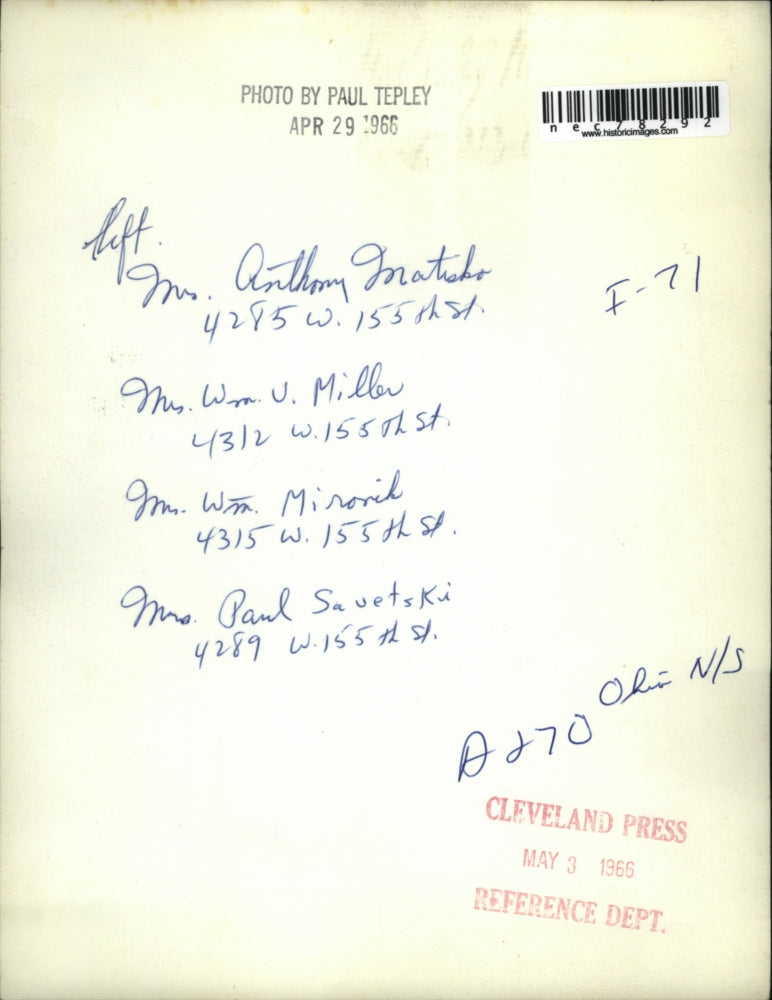 PHOTO BY PAUL TEPLEY
APR 29 1966
nec78292
www.historicimages.com
left.
Mrs. Anthony Matisko
4285 W. 155th St.
I-71
Mrs. Wm. V. Miller
4312 W. 155th St.
Mrs. Wm. Mironik
4315 W. 155th St.
Mrs. Paul Savetski
4289 W. 155th St.
Ohio N/S
A270
CLEVELAND PRESS
MAY 3 1966
REFERENCE DEPT.